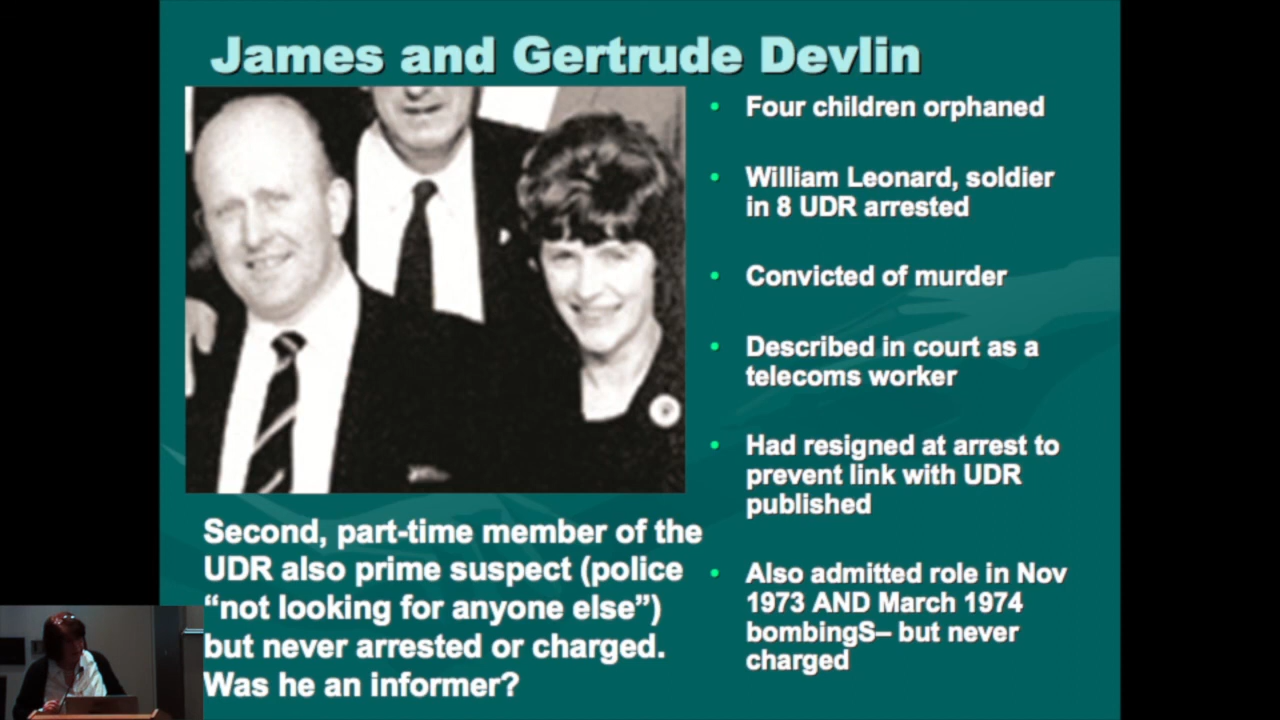 James and Gertrude Devlin
• Four children orphaned
• William Leonard, soldier
in 8 UDR arrested
• Convicted of murder
• Described in court as a
telecoms worker
• Had resigned at arrest to
prevent link with UDR
published
• Also admitted role in Nov
1973 AND March 1974
bombingS– but never
charged
Second, part-time member of the
UDR also prime suspect (police
“not looking for anyone else”)
but never arrested or charged.
Was he an informer?